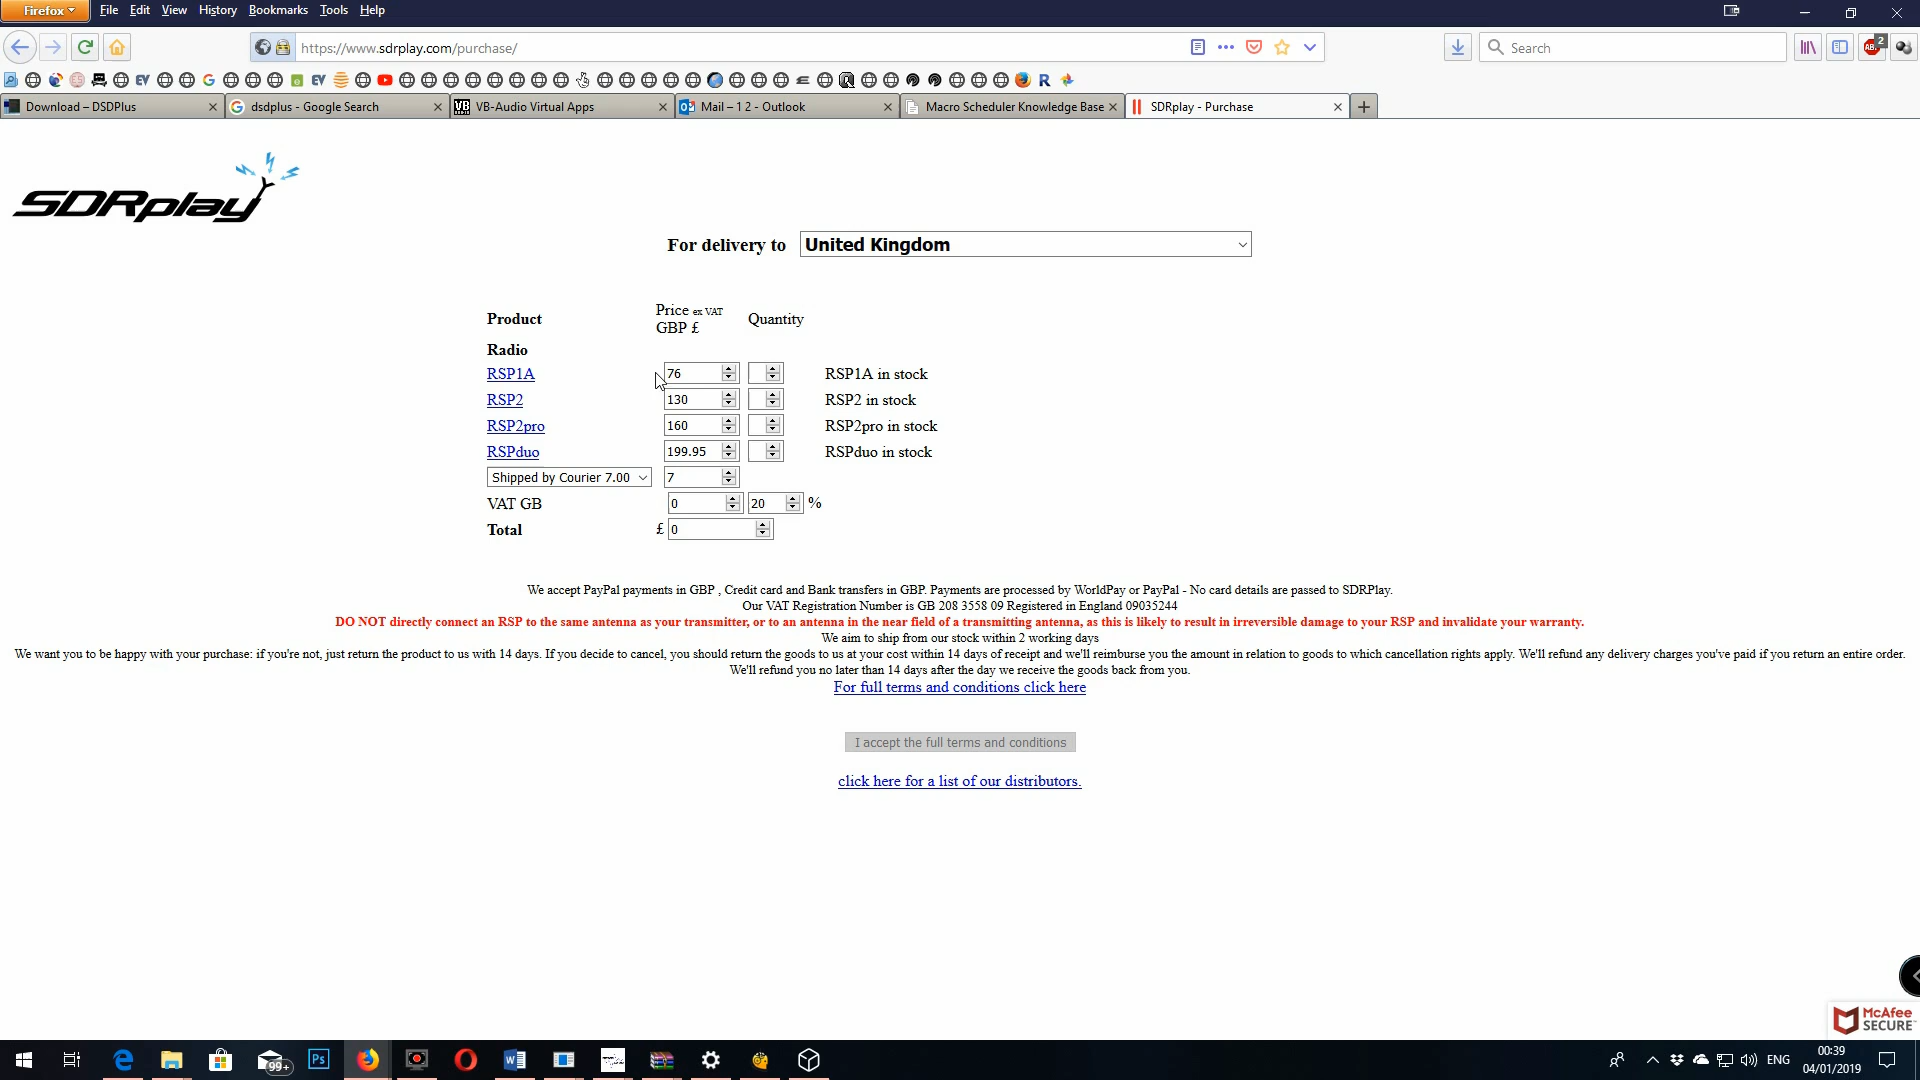 Firefox
File Edit View History Bookmarks Tools Help
https://www.sdrplay.com/purchase/
Search
2
Download – DSDPlus
dsdplus - Google Search
VB-Audio Virtual Apps
Mail – 1 2 - Outlook
Macro Scheduler Knowledge Base
SDRplay - Purchase
SDRplay
For delivery to United Kingdom
Product Price ex VAT GBP £ Quantity
Radio
RSP1A 76 RSP1A in stock
RSP2 130 RSP2 in stock
RSP2pro 160 RSP2pro in stock
RSPduo 199.95 RSPduo in stock
Shipped by Courier 7.00 7
VAT GB 0 20 %
Total £ 0
We accept PayPal payments in GBP , Credit card and Bank transfers in GBP. Payments are processed by WorldPay or PayPal - No card details are passed to SDRPlay.
Our VAT Registration Number is GB 208 3558 09 Registered in England 09035244
DO NOT directly connect an RSP to the same antenna as your transmitter, or to an antenna in the near field of a transmitting antenna, as this is likely to result in irreversible damage to your RSP and invalidate your warranty.
We aim to ship from our stock within 2 working days
We want you to be happy with your purchase: if you're not, just return the product to us with 14 days. If you decide to cancel, you should return the goods to us at your cost within 14 days of receipt and we'll reimburse you the amount in relation to goods to which cancellation rights apply. We'll refund any delivery charges you've paid if you return an entire order.
We'll refund you no later than 14 days after the day we receive the goods back from you.
For full terms and conditions click here
I accept the full terms and conditions
click here for a list of our distributors.
McAfee
SECURE
99+
Ps
ENG
00:39
04/01/2019